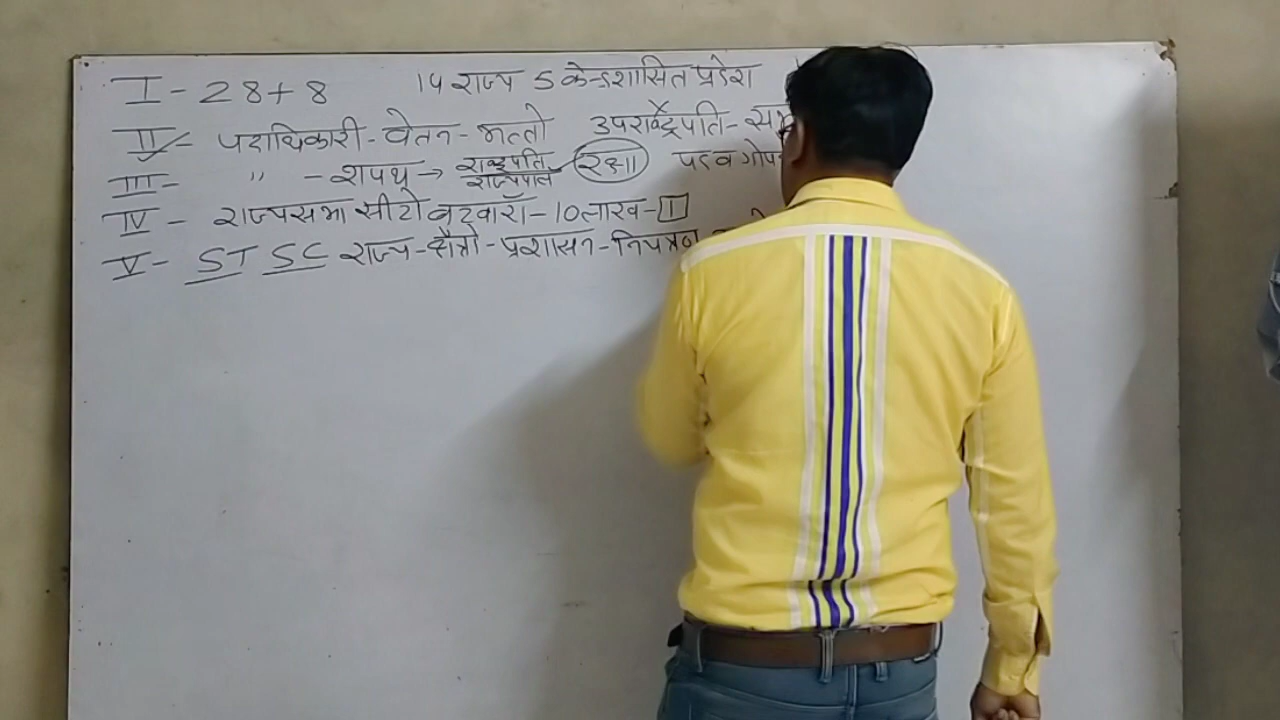 I - 28+8 14 राज्य 5 केन्द्रशासित प्रदेश
II - पदाधिकारी - वेतन - भत्तो उपराष्ट्रपति -
III - " - शपथ → राष्ट्रपति राज्यपाल रक्षा पद व
IV - राज्यसभा सीटो बटवारॉ - 10 लाख - 1
V - ST SC राज्य - क्षैत्रो - प्रशासन - नियंत्रण